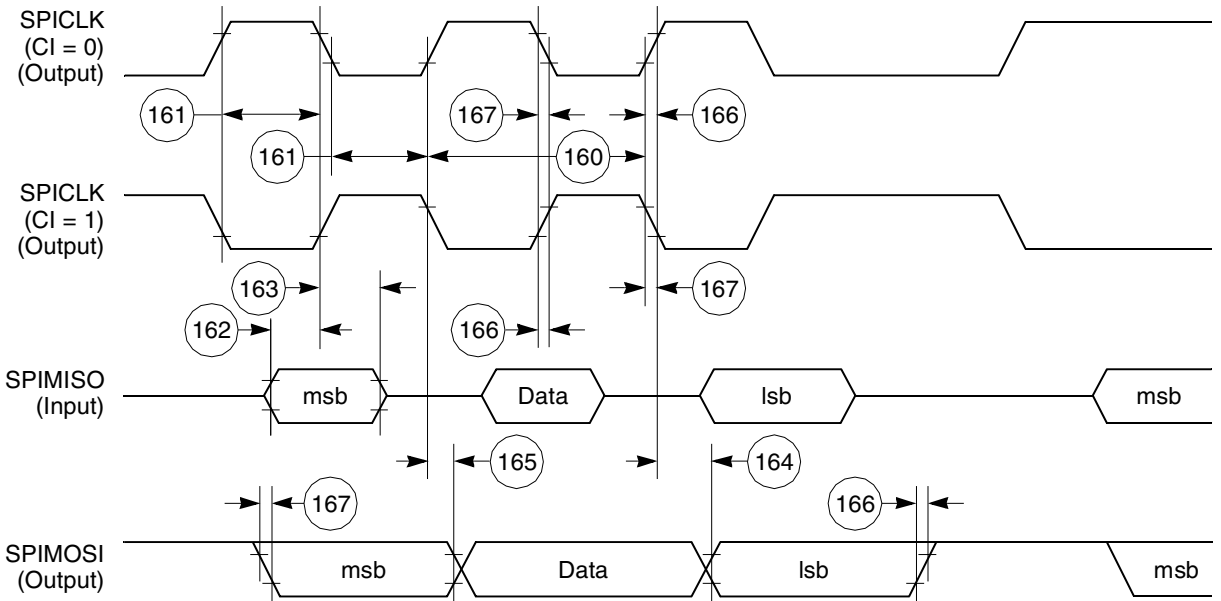 SPICLK
(CI = 0)
(Output)
161
167
166
161
160
SPICLK
(CI = 1)
(Output)
163
167
162
166
SPIMISO
(Input)
msb
Data
lsb
msb
165
164
167
166
SPIMOSI
(Output)
msb
Data
lsb
msb